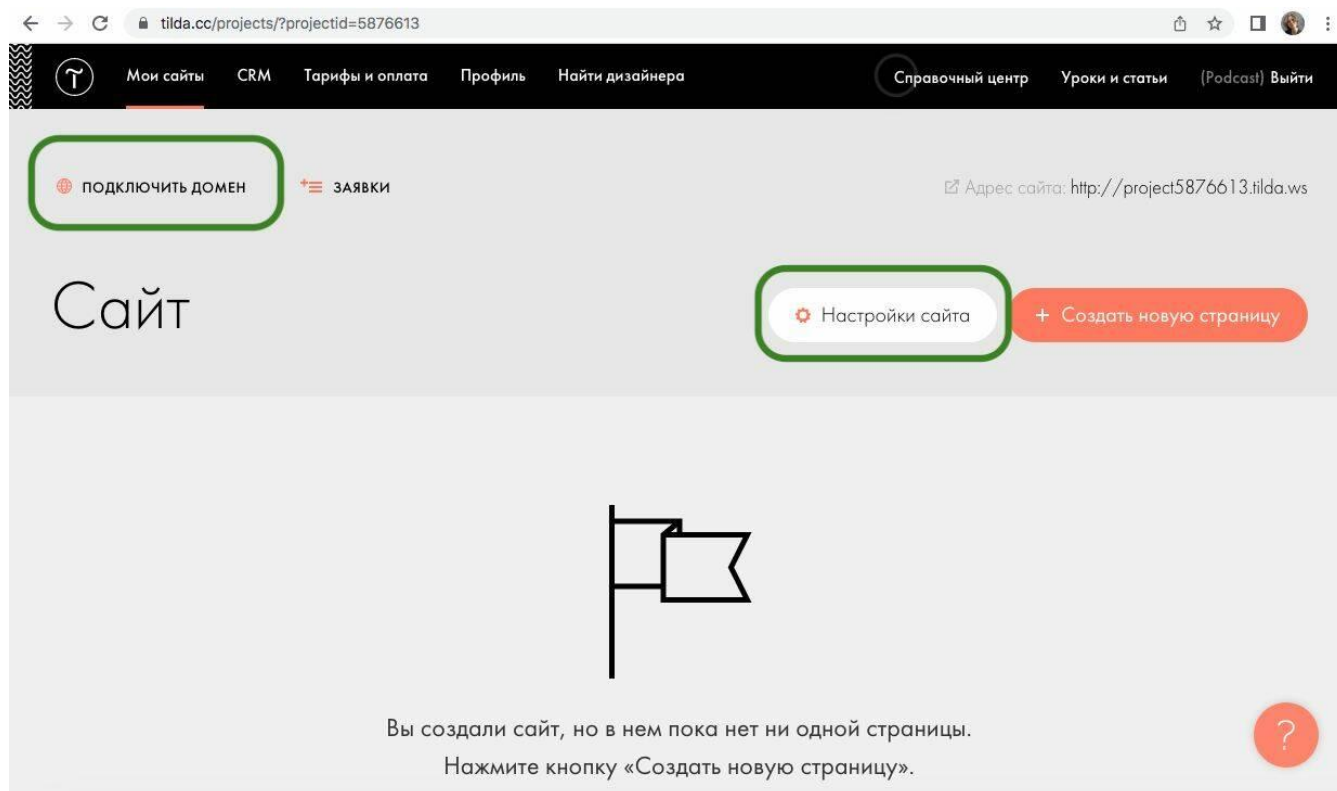 tilda.cc/projects/?projectid=5876613
Мои сайты CRM Тарифы и оплата Профиль Найти дизайнера Справочный центр Уроки и статьи (Podcast) Выйти
ПОДКЛЮЧИТЬ ДОМЕН ЗАЯВКИ Адрес сайта: http://project5876613.tilda.ws
Сайт
Настройки сайта + Создать новую страницу
Вы создали сайт, но в нем пока нет ни одной страницы.
Нажмите кнопку «Создать новую страницу».
?